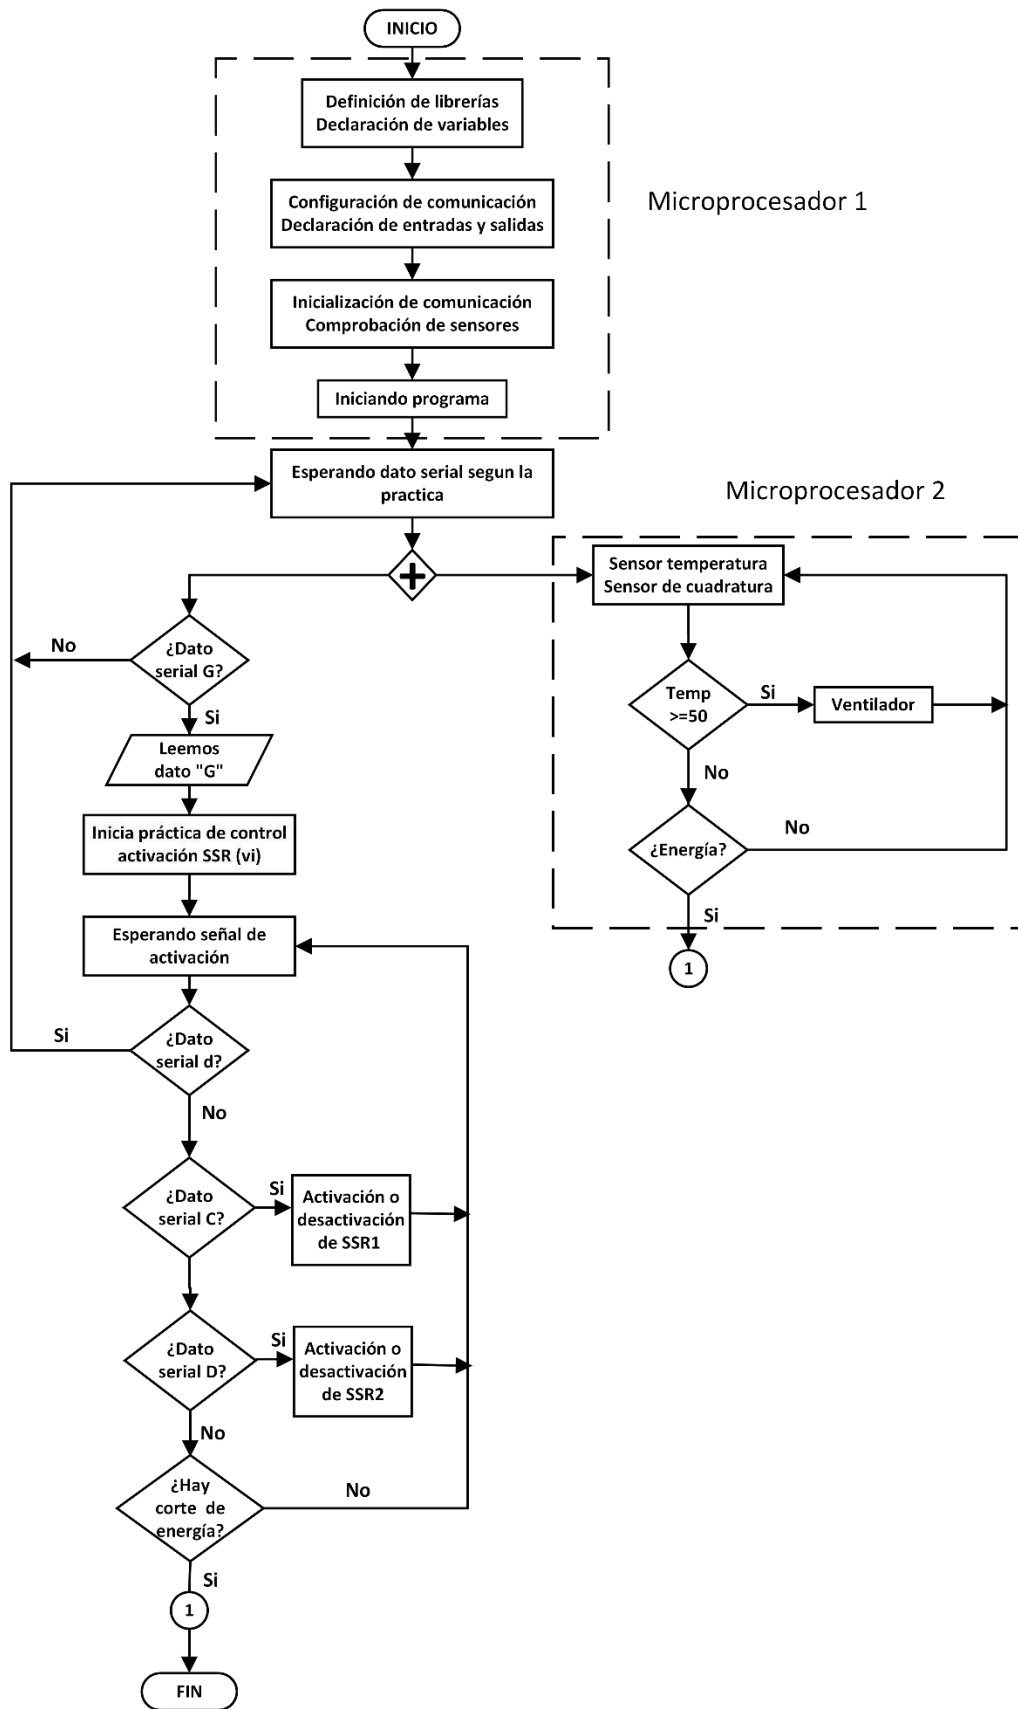 INICIO
Definición de librerías
Declaración de variables
Configuración de comunicación
Declaración de entradas y salidas
Microprocesador 1
Inicialización de comunicación
Comprobación de sensores
Iniciando programa
Esperando dato serial segun la
practica
Microprocesador 2
Sensor temperatura
Sensor de cuadratura
No
¿Dato
serial G?
Si
Temp
>=50
Si
Ventilador
No
Leemos
dato "G"
Inicia práctica de control
activación SSR (vi)
¿Energía?
No
Si
1
Esperando señal de
activación
Si
¿Dato
serial d?
No
¿Dato
serial C?
Si
Activación o
desactivación
de SSR1
¿Dato
serial D?
Si
Activación o
desactivación
de SSR2
No
¿Hay
corte de
energía?
No
Si
1
FIN